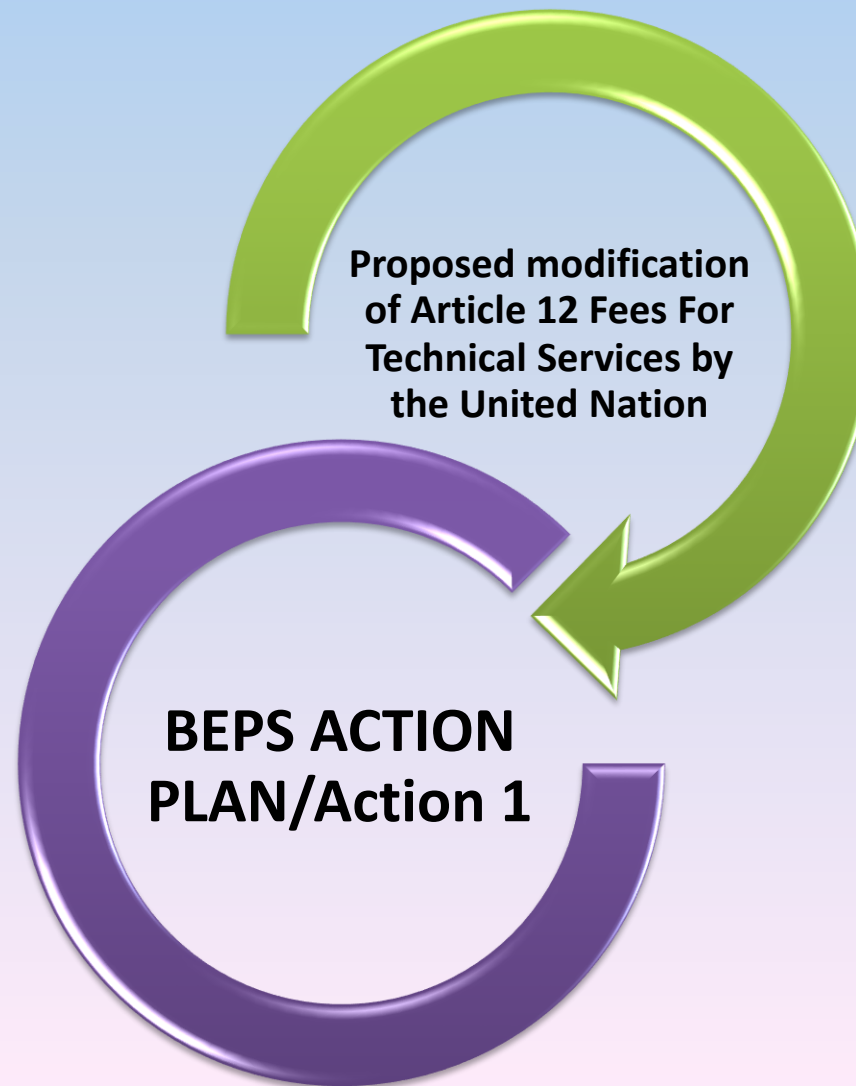 Proposed modification
of Article 12 Fees For
Technical Services by
the United Nation
BEPS ACTION
PLAN/Action 1